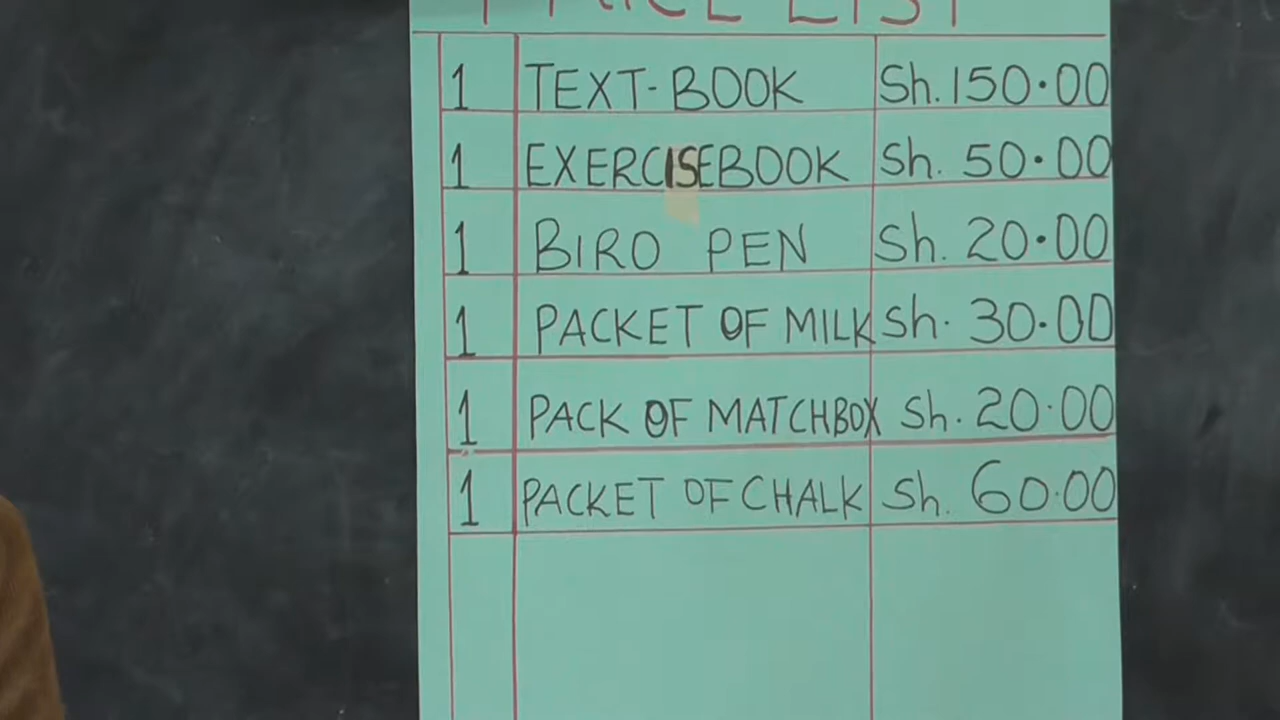 PRICE LIST
1 TEXT-BOOK Sh. 150.00
1 EXERCISEBOOK Sh. 50.00
1 BIRO PEN Sh. 20.00
1 PACKET OF MILK Sh. 30.00
1 PACK OF MATCHBOX Sh. 20.00
1 PACKET OF CHALK Sh. 60.00